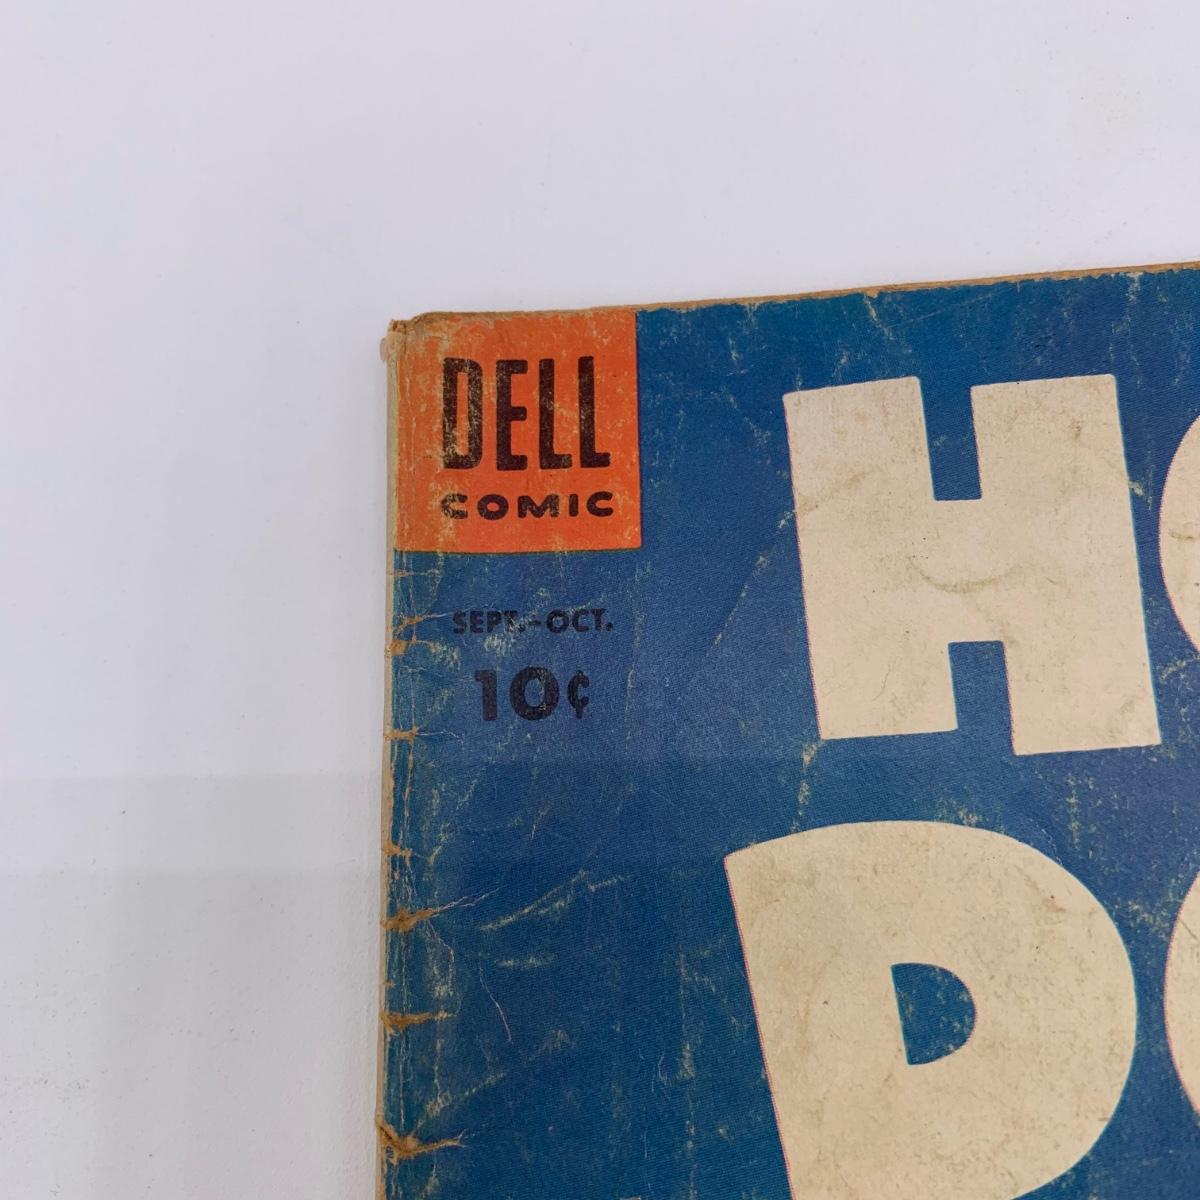 DELL
COMIC
SEPT.-OCT.
10¢
H
D